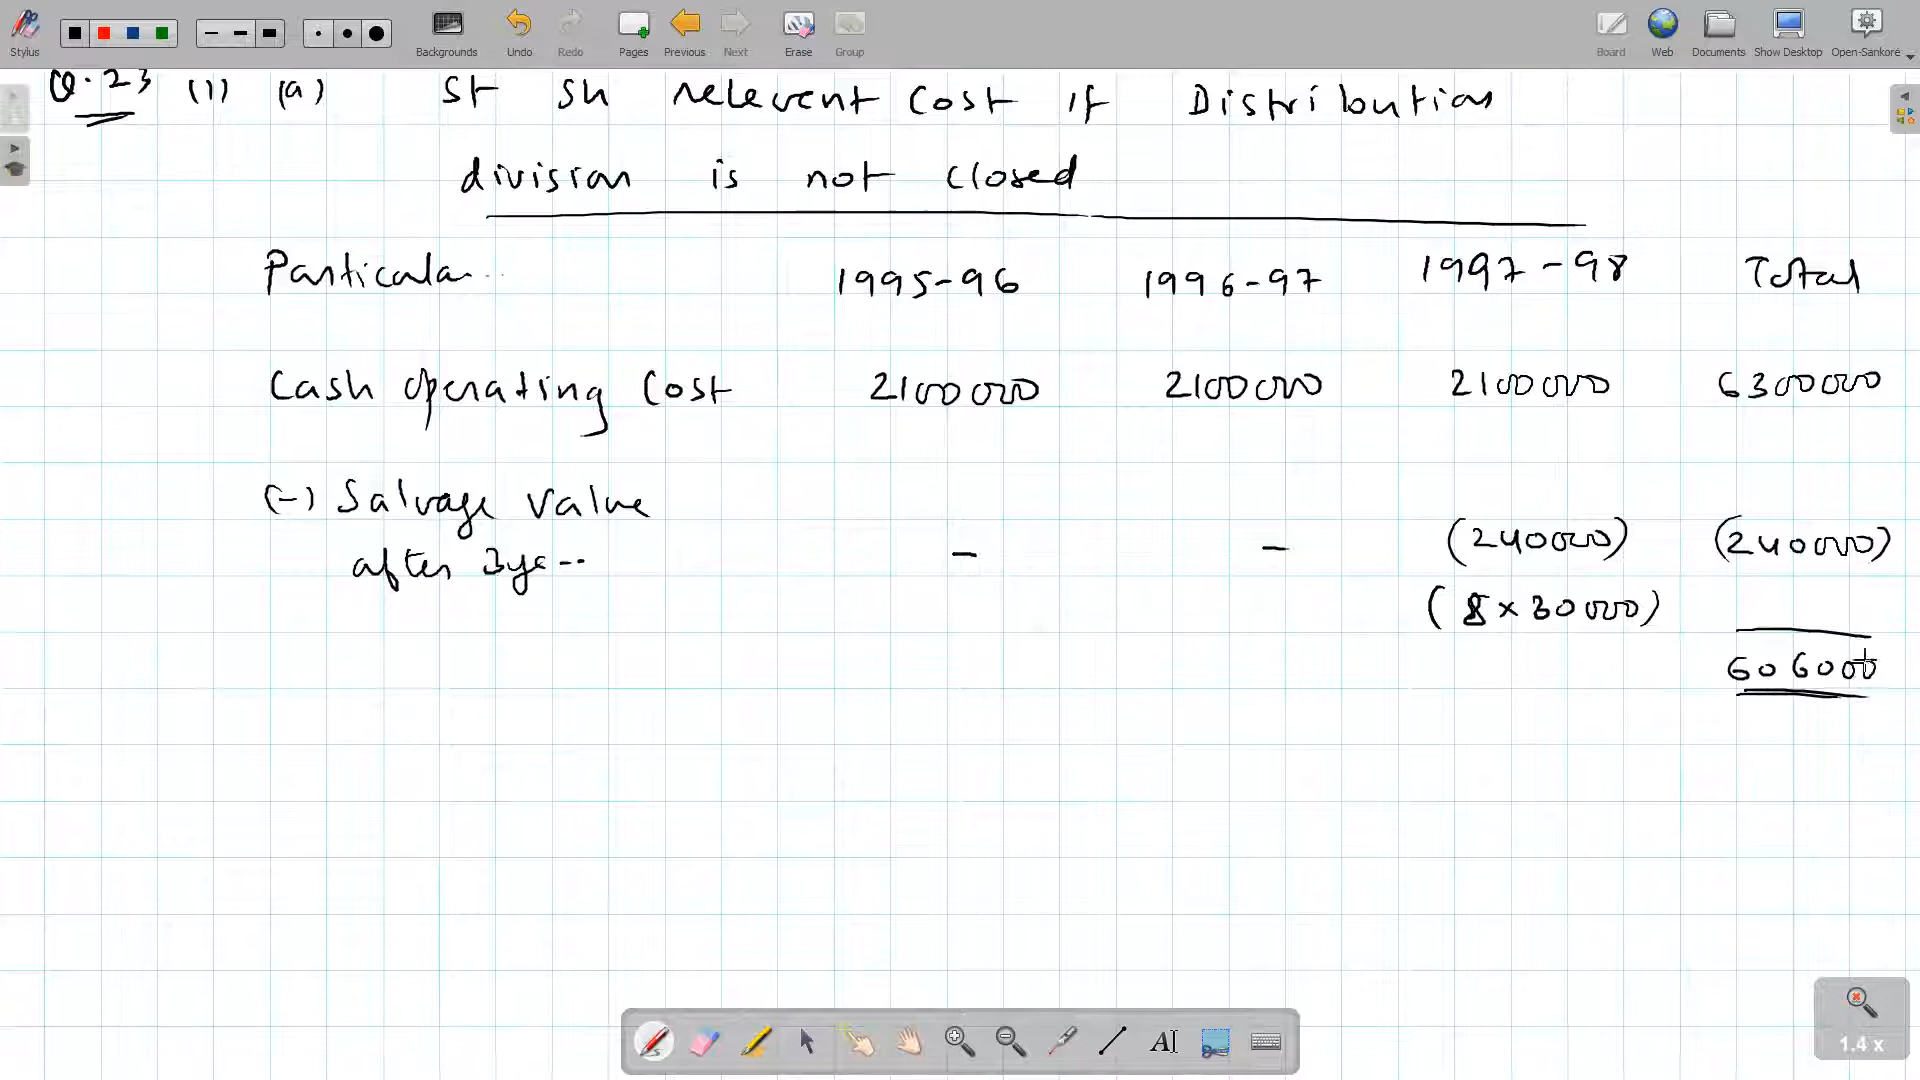 Stylus
Backgrounds Undo Redo Pages Previous Next Erase Group Board Web Documents Show Desktop Open-Sankoré
Q.23 (1) (a) St sh relevent cost if Distribution
division is not closed
Particular.. 1995-96 1996-97 1997-98 Total
Cash operating cost 2100000 2100000 2100000 6300000
(-) Salvage value
after 3ys.. - - (240000) (240000)
(8 x 30000)
606000
1.4 x